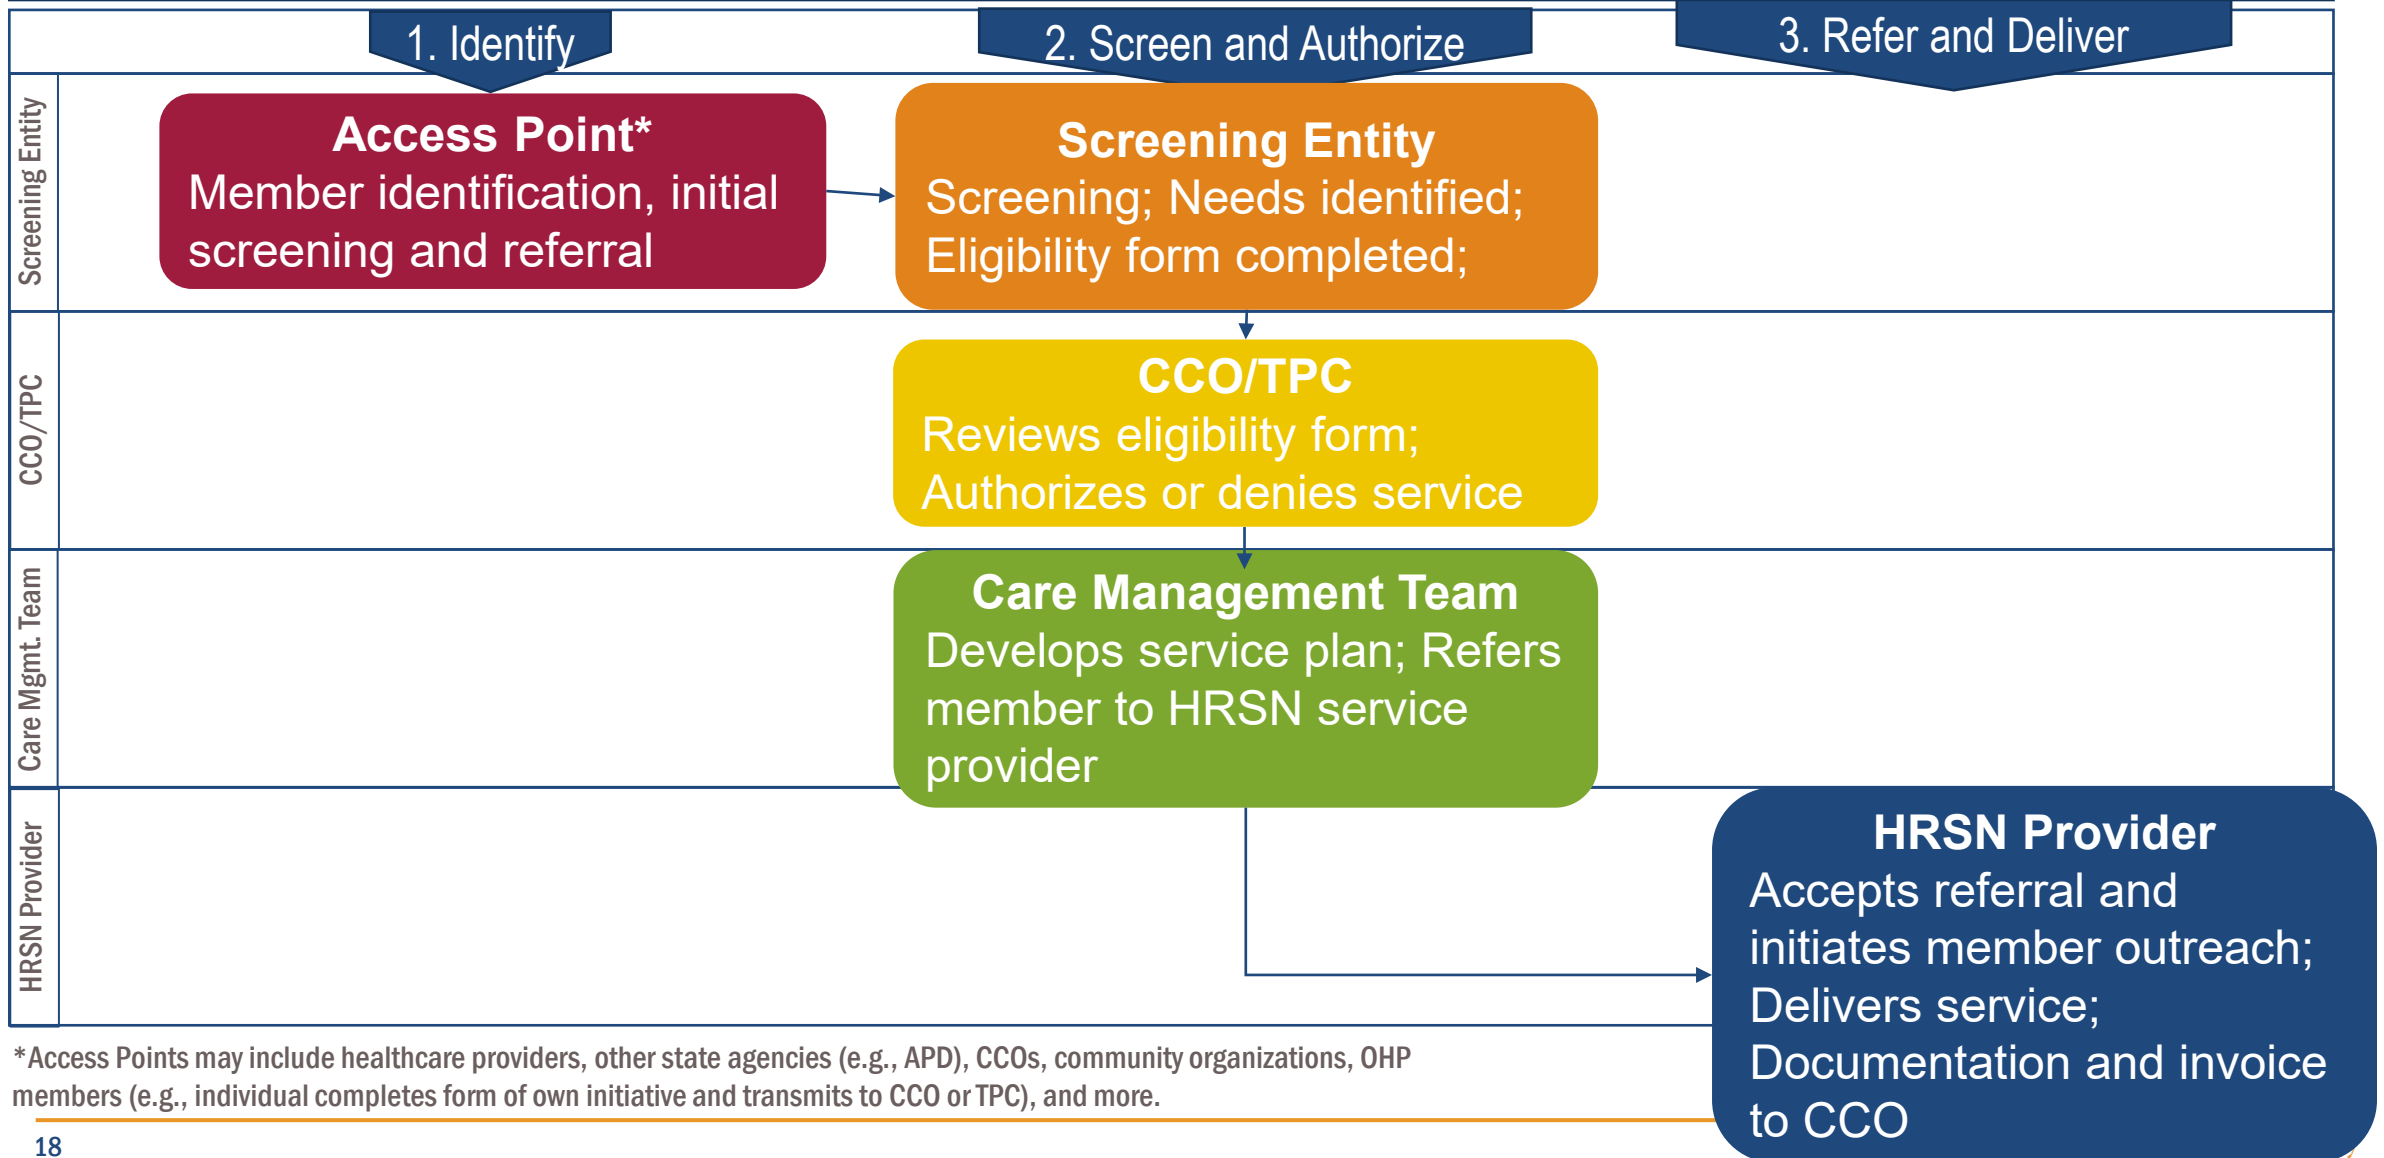 1. Identify
2. Screen and Authorize
3. Refer and Deliver
Screening Entity
Access Point*
Member identification, initial
screening and referral
Screening Entity
Screening; Needs identified;
Eligibility form completed;
CCO/TPC
CCO/TPC
Reviews eligibility form;
Authorizes or denies service
Care Mgmt. Team
Care Management Team
Develops service plan; Refers
member to HRSN service
provider
HRSN Provider
HRSN Provider
Accepts referral and
initiates member outreach;
Delivers service;
Documentation and invoice
to CCO
*Access Points may include healthcare providers, other state agencies (e.g., APD), CCOs, community organizations, OHP
members (e.g., individual completes form of own initiative and transmits to CCO or TPC), and more.
18